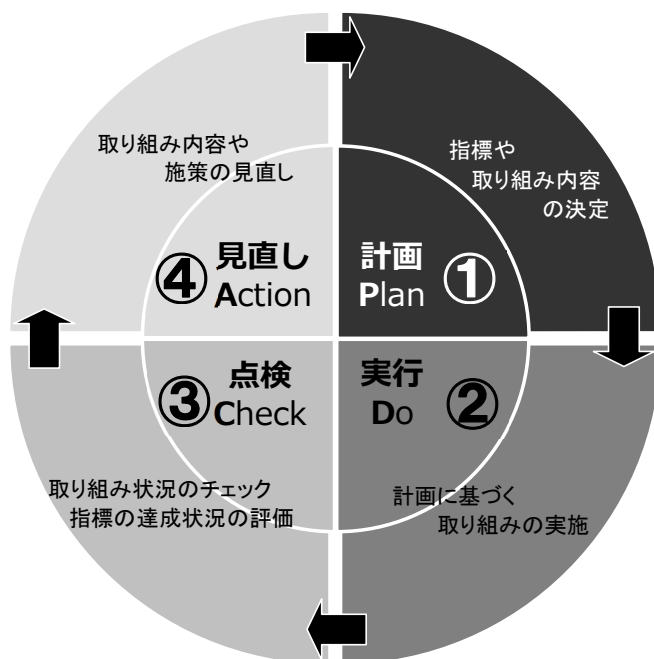 取り組み内容や
施策の見直し
指標や
取り組み内容
の決定
④
見直し
Action
計画
Plan
①
③
点検
Check
実行
Do
②
取り組み状況のチェック
指標の達成状況の評価
計画に基づく
取り組みの実施